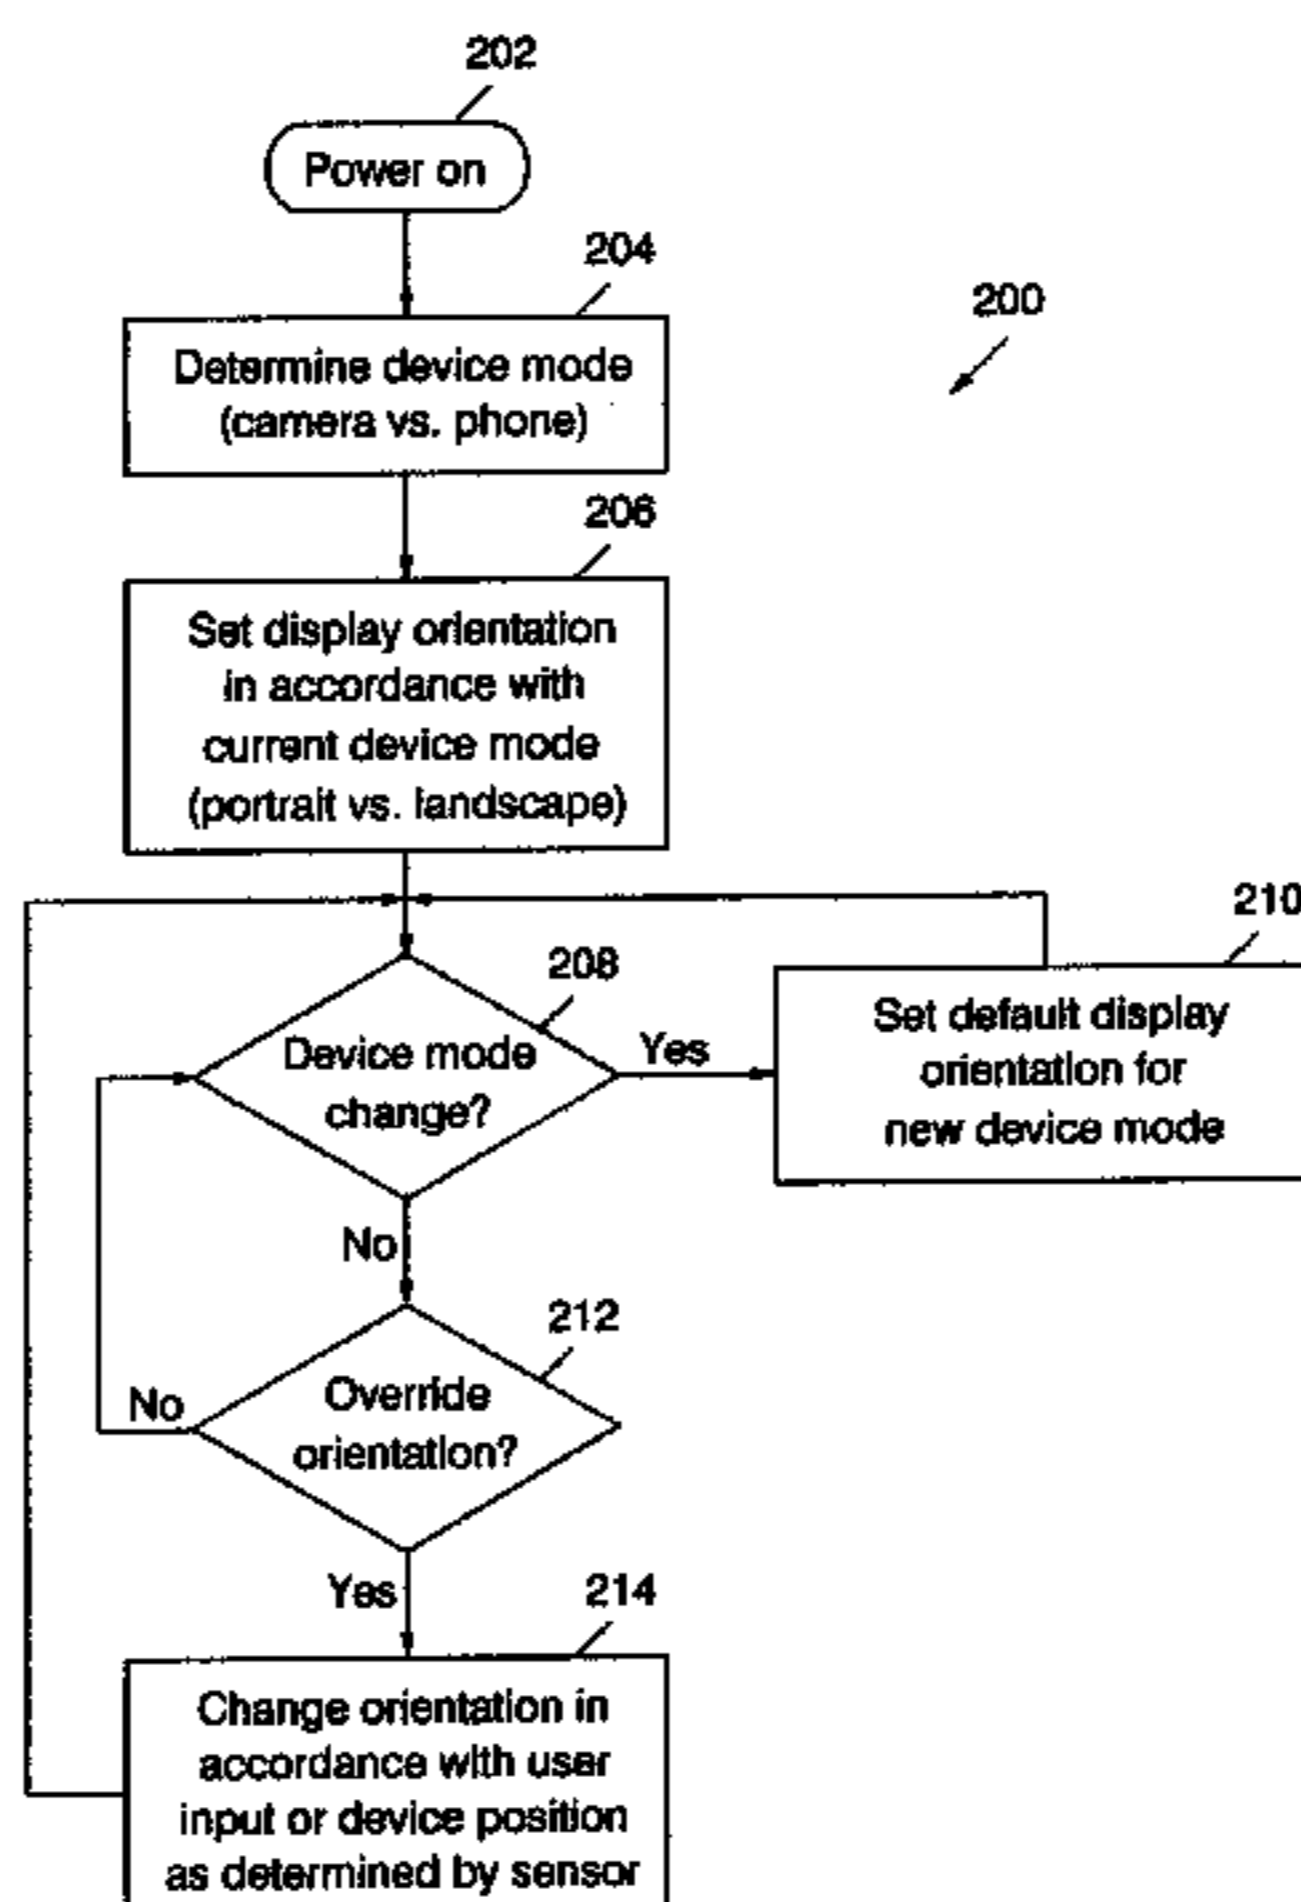 202
Power on
204
200
Determine device mode
(camera vs. phone)
206
Set display orientation
in accordance with
current device mode
(portrait vs. landscape)
210
208
Device mode
change?
Yes
Set default display
orientation for
new device mode
No
212
Override
orientation?
No
Yes
214
Change orientation in
accordance with user
input or device position
as determined by sensor